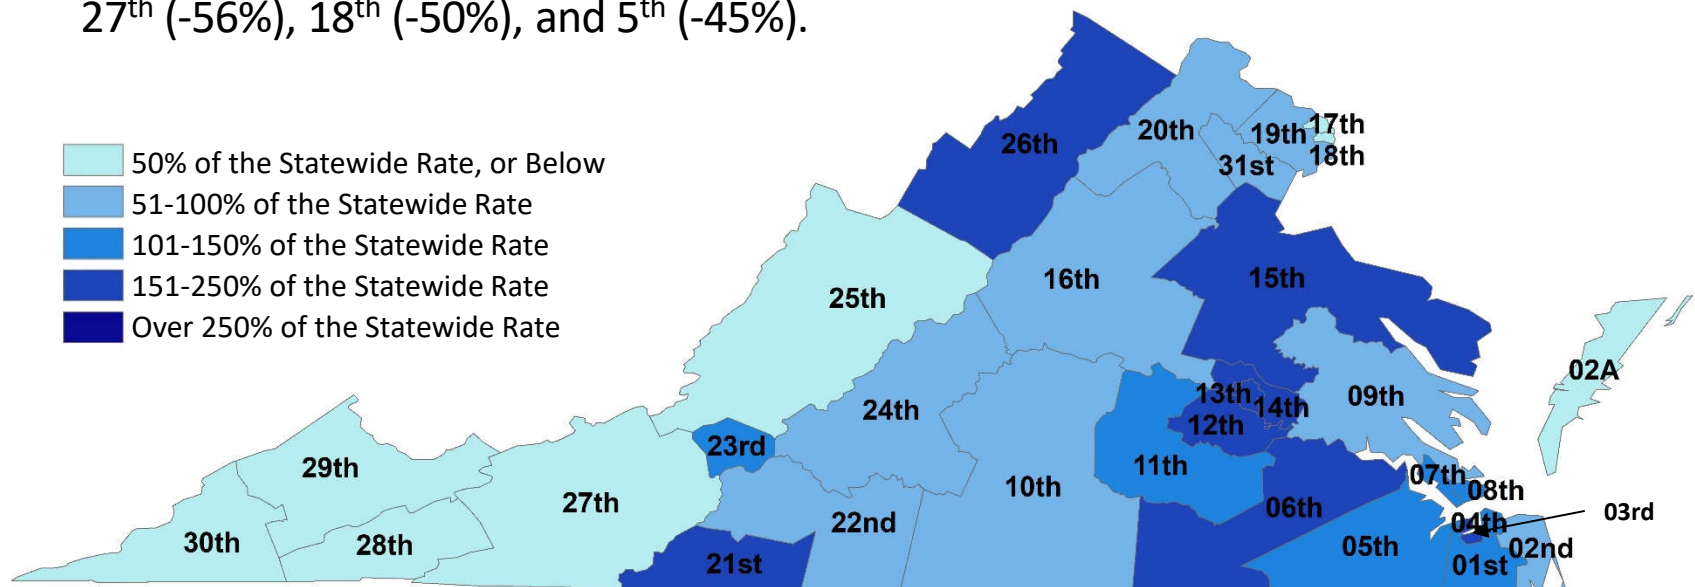 27th (-56%), 18th (-50%), and 5th (-45%).
50% of the Statewide Rate, or Below
51-100% of the Statewide Rate
101-150% of the Statewide Rate
151-250% of the Statewide Rate
Over 250% of the Statewide Rate
26th
20th
19th
17th
18th
31st
25th
16th
15th
02A
24th
13th
14th
12th
09th
23rd
29th
27th
10th
11th
07th
08th
06th
03rd
04th
22nd
30th
28th
05th
02nd
21st
01st